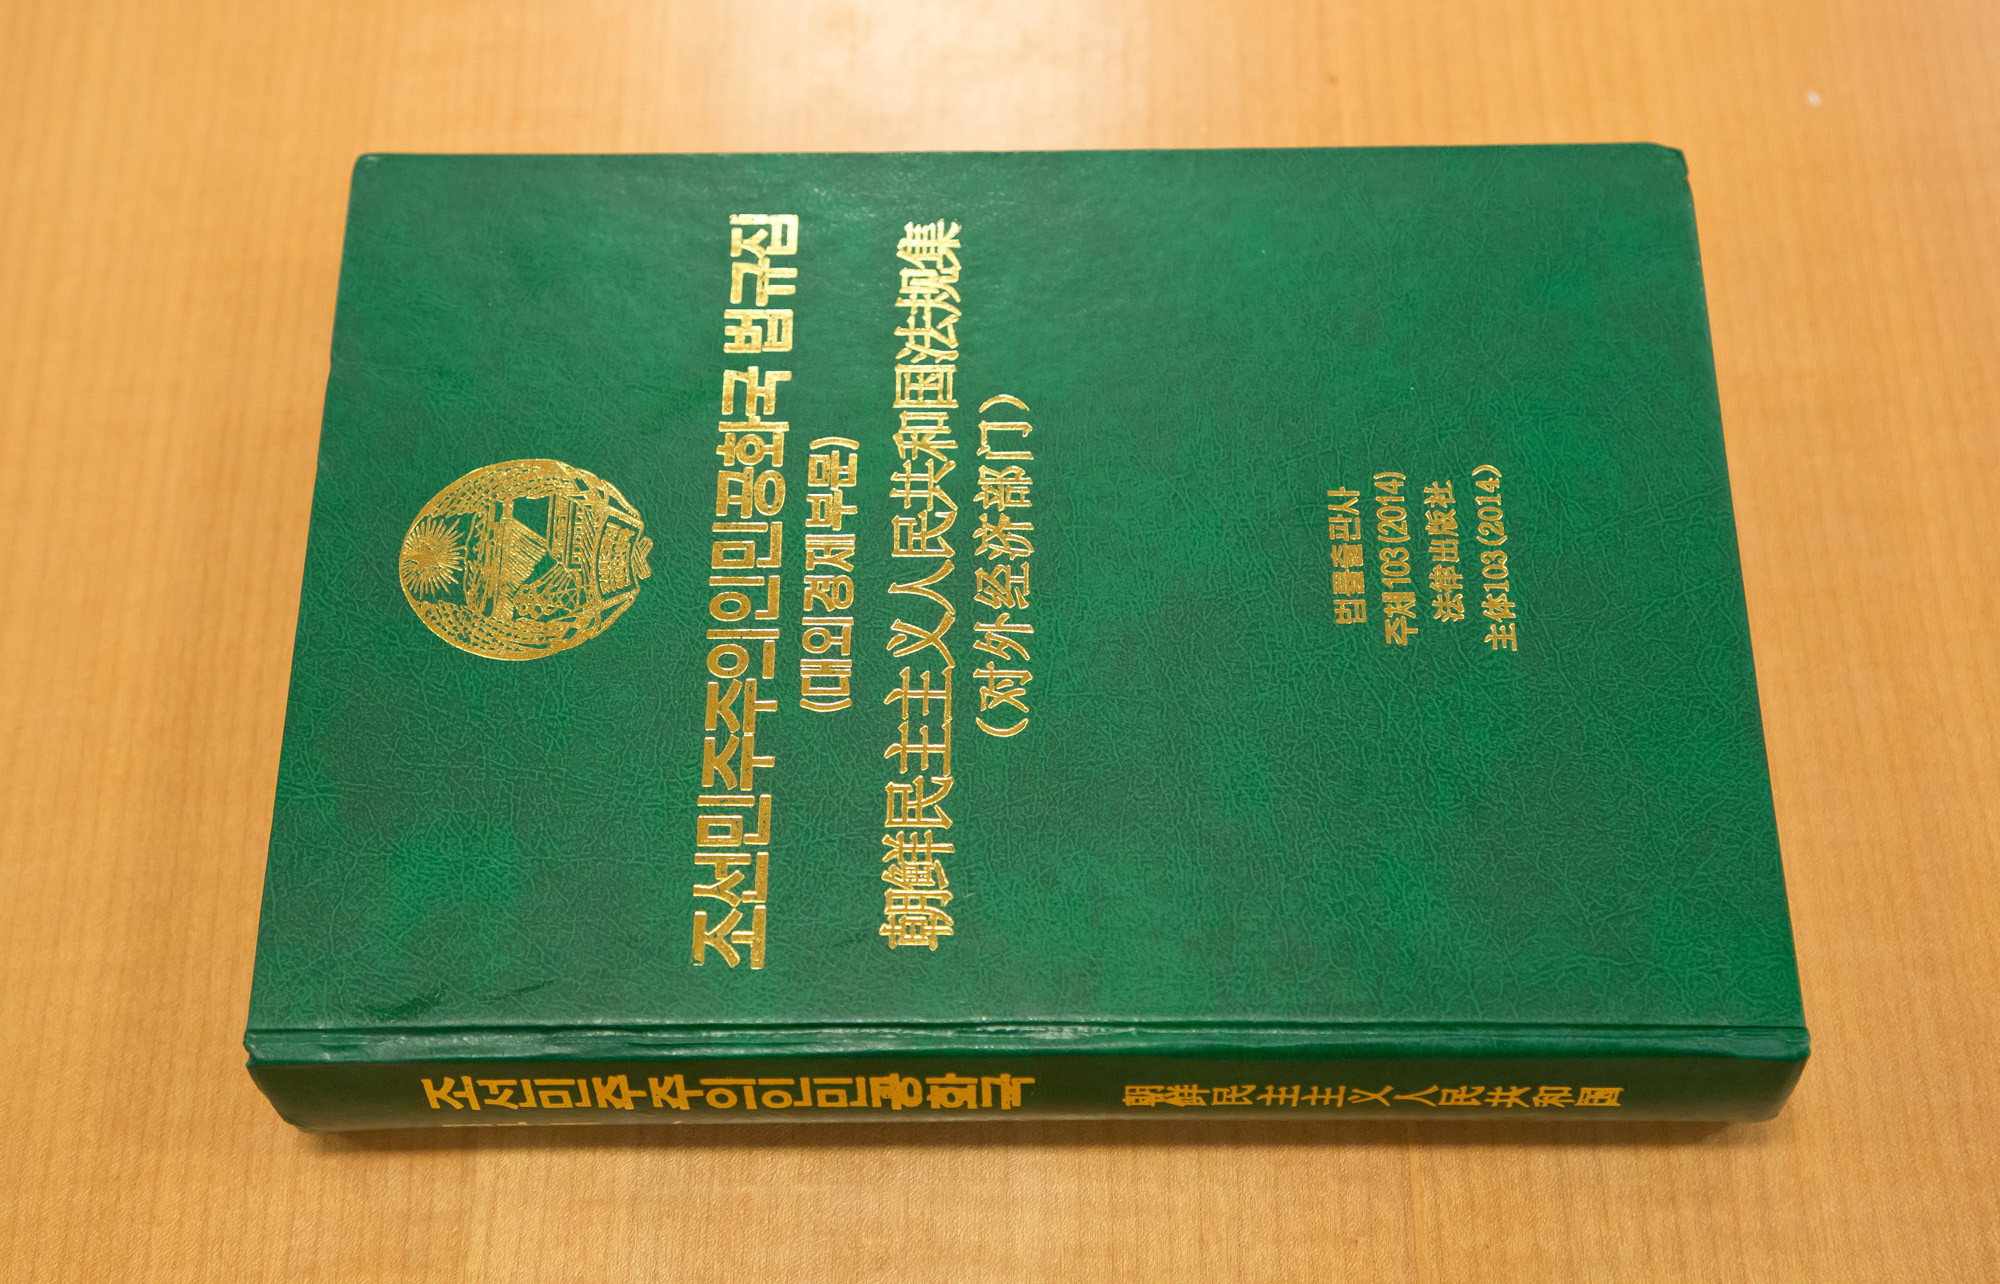 조선민주주의인민공화국 법규집
(대외경제부문)
朝鲜民主主义人民共和国法规集
(对外经济部门)
법률출판사
주체103(2014)
法律出版社
主体103(2014)
조선민주주의인민공화국
朝鲜民主主义人民共和国